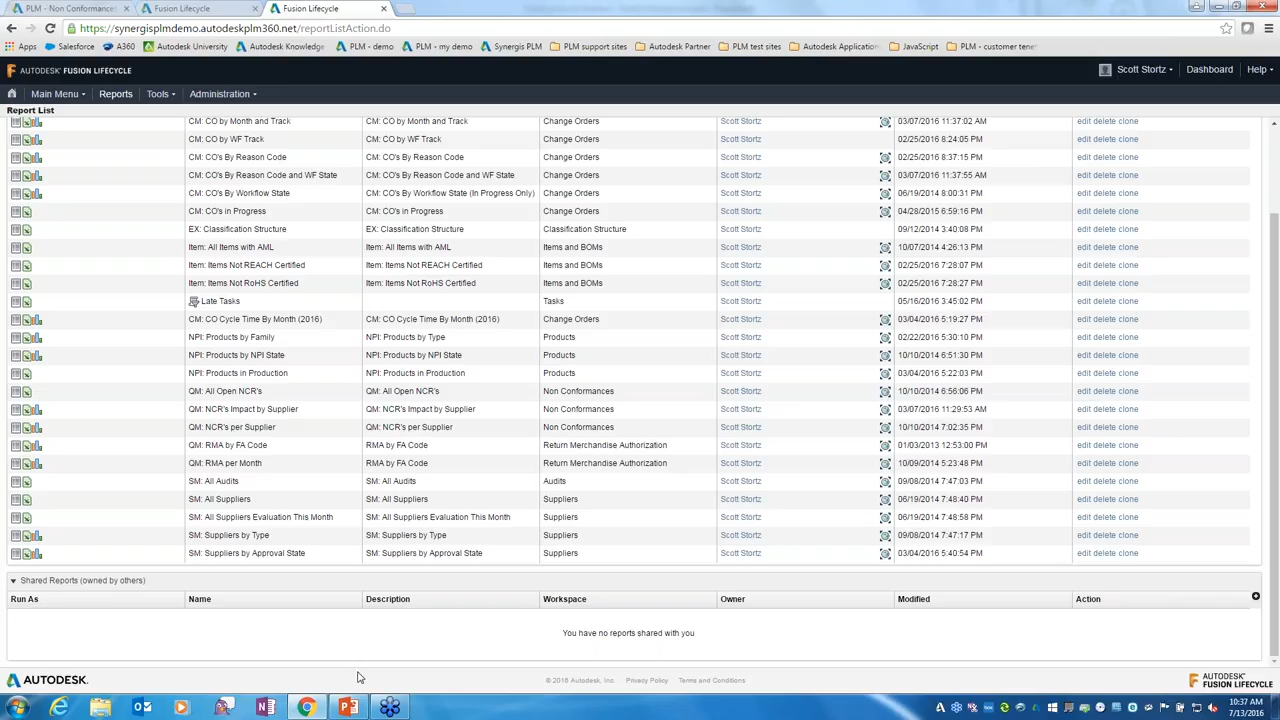 PLM - Non Conformances
Fusion Lifecycle
Fusion Lifecycle
https://synergisplmdemo.autodeskplm360.net/reportListAction.do
Apps Salesforce A360 Autodesk University Autodesk Knowledge PLM - demo PLM - my demo Synergis PLM PLM support sites Autodesk Partner PLM test sites Autodesk Application JavaScript PLM - customer tene
AUTODESK FUSION LIFECYCLE
Scott Stortz Dashboard Help
Main Menu Reports Tools Administration
Report List
CM: CO by Month and Track CM: CO by Month and Track Change Orders Scott Stortz 03/07/2016 11:37:02 AM edit delete clone
CM: CO by WF Track CM: CO by WF Track Change Orders Scott Stortz 02/25/2016 8:24:05 PM edit delete clone
CM: CO's By Reason Code CM: CO's By Reason Code Change Orders Scott Stortz 02/25/2016 8:37:15 PM edit delete clone
CM: CO's By Reason Code and WF State CM: CO's By Reason Code and WF State Change Orders Scott Stortz 03/07/2016 11:37:55 AM edit delete clone
CM: CO's By Workflow State CM: CO's By Workflow State (In Progress Only) Change Orders Scott Stortz 06/19/2014 8:00:31 PM edit delete clone
CM: CO's in Progress CM: CO's in Progress Change Orders Scott Stortz 04/28/2015 6:59:16 PM edit delete clone
EX: Classification Structure EX: Classification Structure Classification Structure Scott Stortz 09/12/2014 3:40:08 PM edit delete clone
Item: All Items with AML Item: All Items with AML Items and BOMs Scott Stortz 10/07/2014 4:26:13 PM edit delete clone
Item: Items Not REACH Certified Item: Items Not REACH Certified Items and BOMs Scott Stortz 02/25/2016 7:28:07 PM edit delete clone
Item: Items Not RoHS Certified Item: Items Not RoHS Certified Items and BOMs Scott Stortz 02/25/2016 7:28:27 PM edit delete clone
Late Tasks Tasks Scott Stortz 05/16/2016 3:45:02 PM edit delete clone
CM: CO Cycle Time By Month (2016) CM: CO Cycle Time By Month (2016) Change Orders Scott Stortz 03/04/2016 5:19:27 PM edit delete clone
NPI: Products by Family NPI: Products by Type Products Scott Stortz 02/22/2016 5:30:10 PM edit delete clone
NPI: Products by NPI State NPI: Products by NPI State Products Scott Stortz 10/10/2014 6:51:30 PM edit delete clone
NPI: Products in Production NPI: Products in Production Products Scott Stortz 03/04/2016 5:22:03 PM edit delete clone
QM: All Open NCR's QM: All Open NCR's Non Conformances Scott Stortz 10/10/2014 6:56:06 PM edit delete clone
QM: NCR's Impact by Supplier QM: NCR's Impact by Supplier Non Conformances Scott Stortz 03/07/2016 11:29:53 AM edit delete clone
QM: NCR's per Supplier QM: NCR's per Supplier Non Conformances Scott Stortz 10/10/2014 7:02:35 PM edit delete clone
QM: RMA by FA Code RMA by FA Code Return Merchandise Authorization Scott Stortz 01/03/2013 12:53:00 PM edit delete clone
QM: RMA per Month RMA by FA Code Return Merchandise Authorization Scott Stortz 10/09/2014 5:23:48 PM edit delete clone
SM: All Audits SM: All Audits Audits Scott Stortz 09/08/2014 7:47:03 PM edit delete clone
SM: All Suppliers SM: All Suppliers Suppliers Scott Stortz 06/19/2014 7:48:40 PM edit delete clone
SM: All Suppliers Evaluation This Month SM: All Suppliers Evaluation This Month Suppliers Scott Stortz 06/19/2014 7:48:58 PM edit delete clone
SM: Suppliers by Type SM: Suppliers by Type Suppliers Scott Stortz 09/08/2014 7:47:17 PM edit delete clone
SM: Suppliers by Approval State SM: Suppliers by Approval State Suppliers Scott Stortz 03/04/2016 5:40:54 PM edit delete clone
Shared Reports (owned by others)
Run As Name Description Workspace Owner Modified Action
You have no reports shared with you
AUTODESK. © 2016 Autodesk, Inc. Privacy Policy Terms and Conditions AUTODESK FUSION LIFECYCLE
10:37 AM
7/13/2016